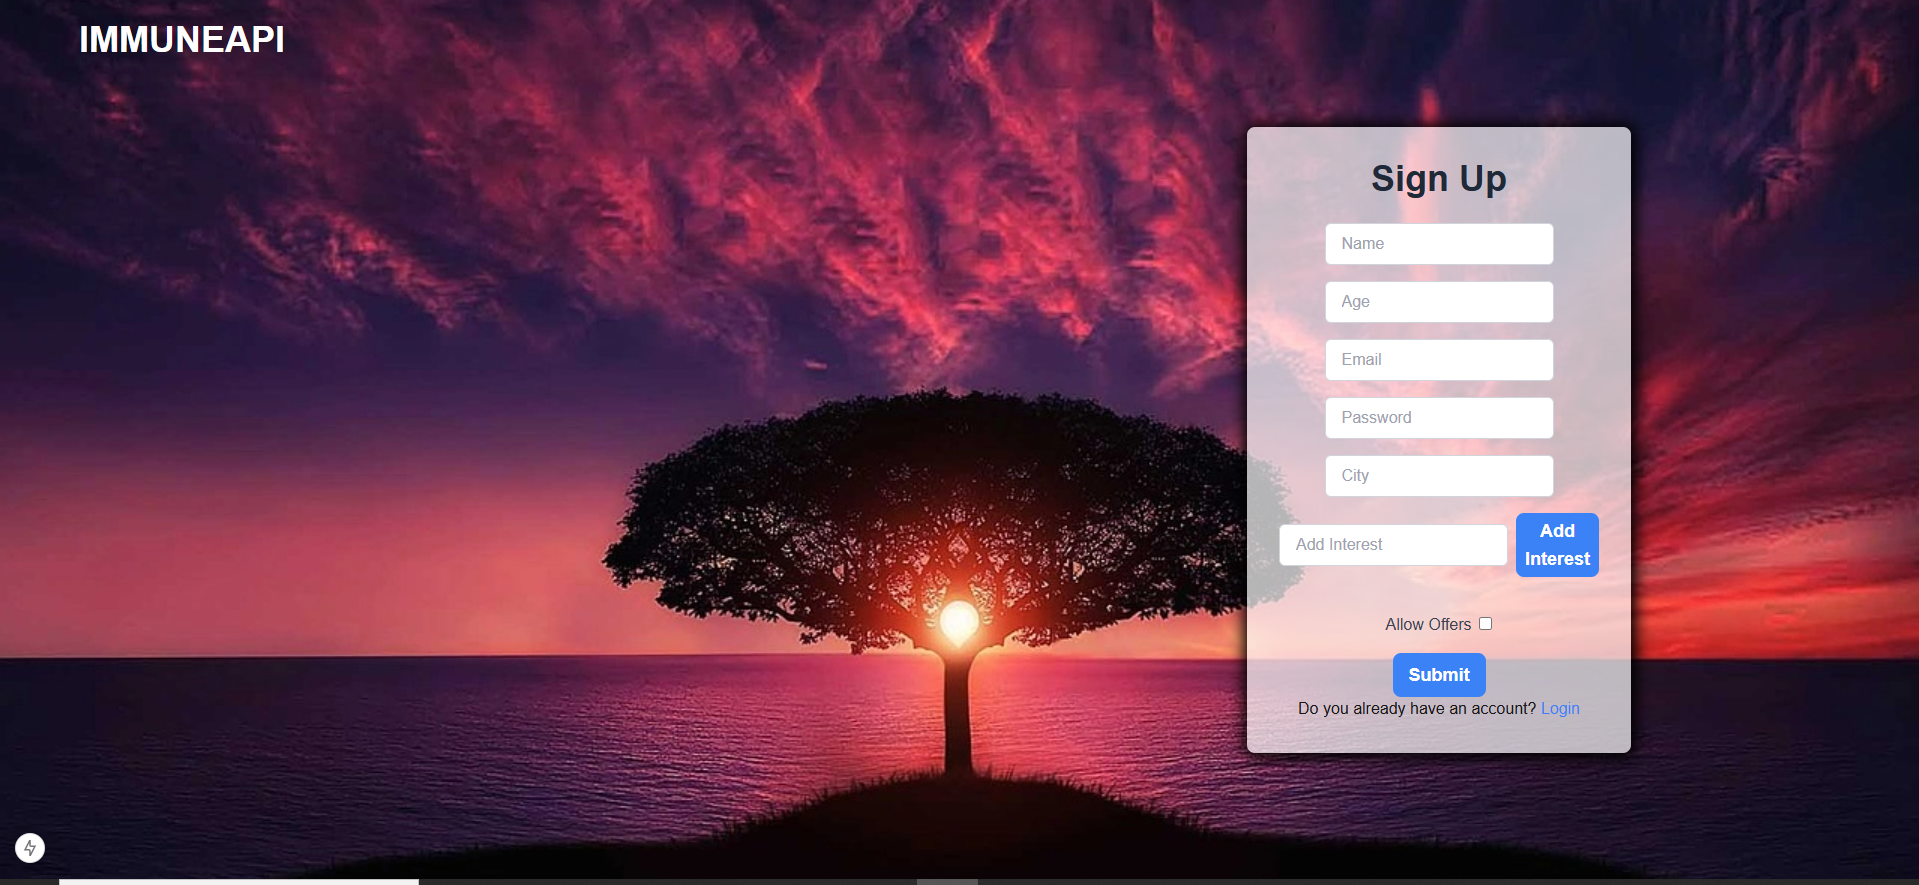 IMMUNEAPI
Sign Up
Name
Age
Email
Password
City
Add Interest
Add
Interest
Allow Offers
Submit
Do you already have an account? Login